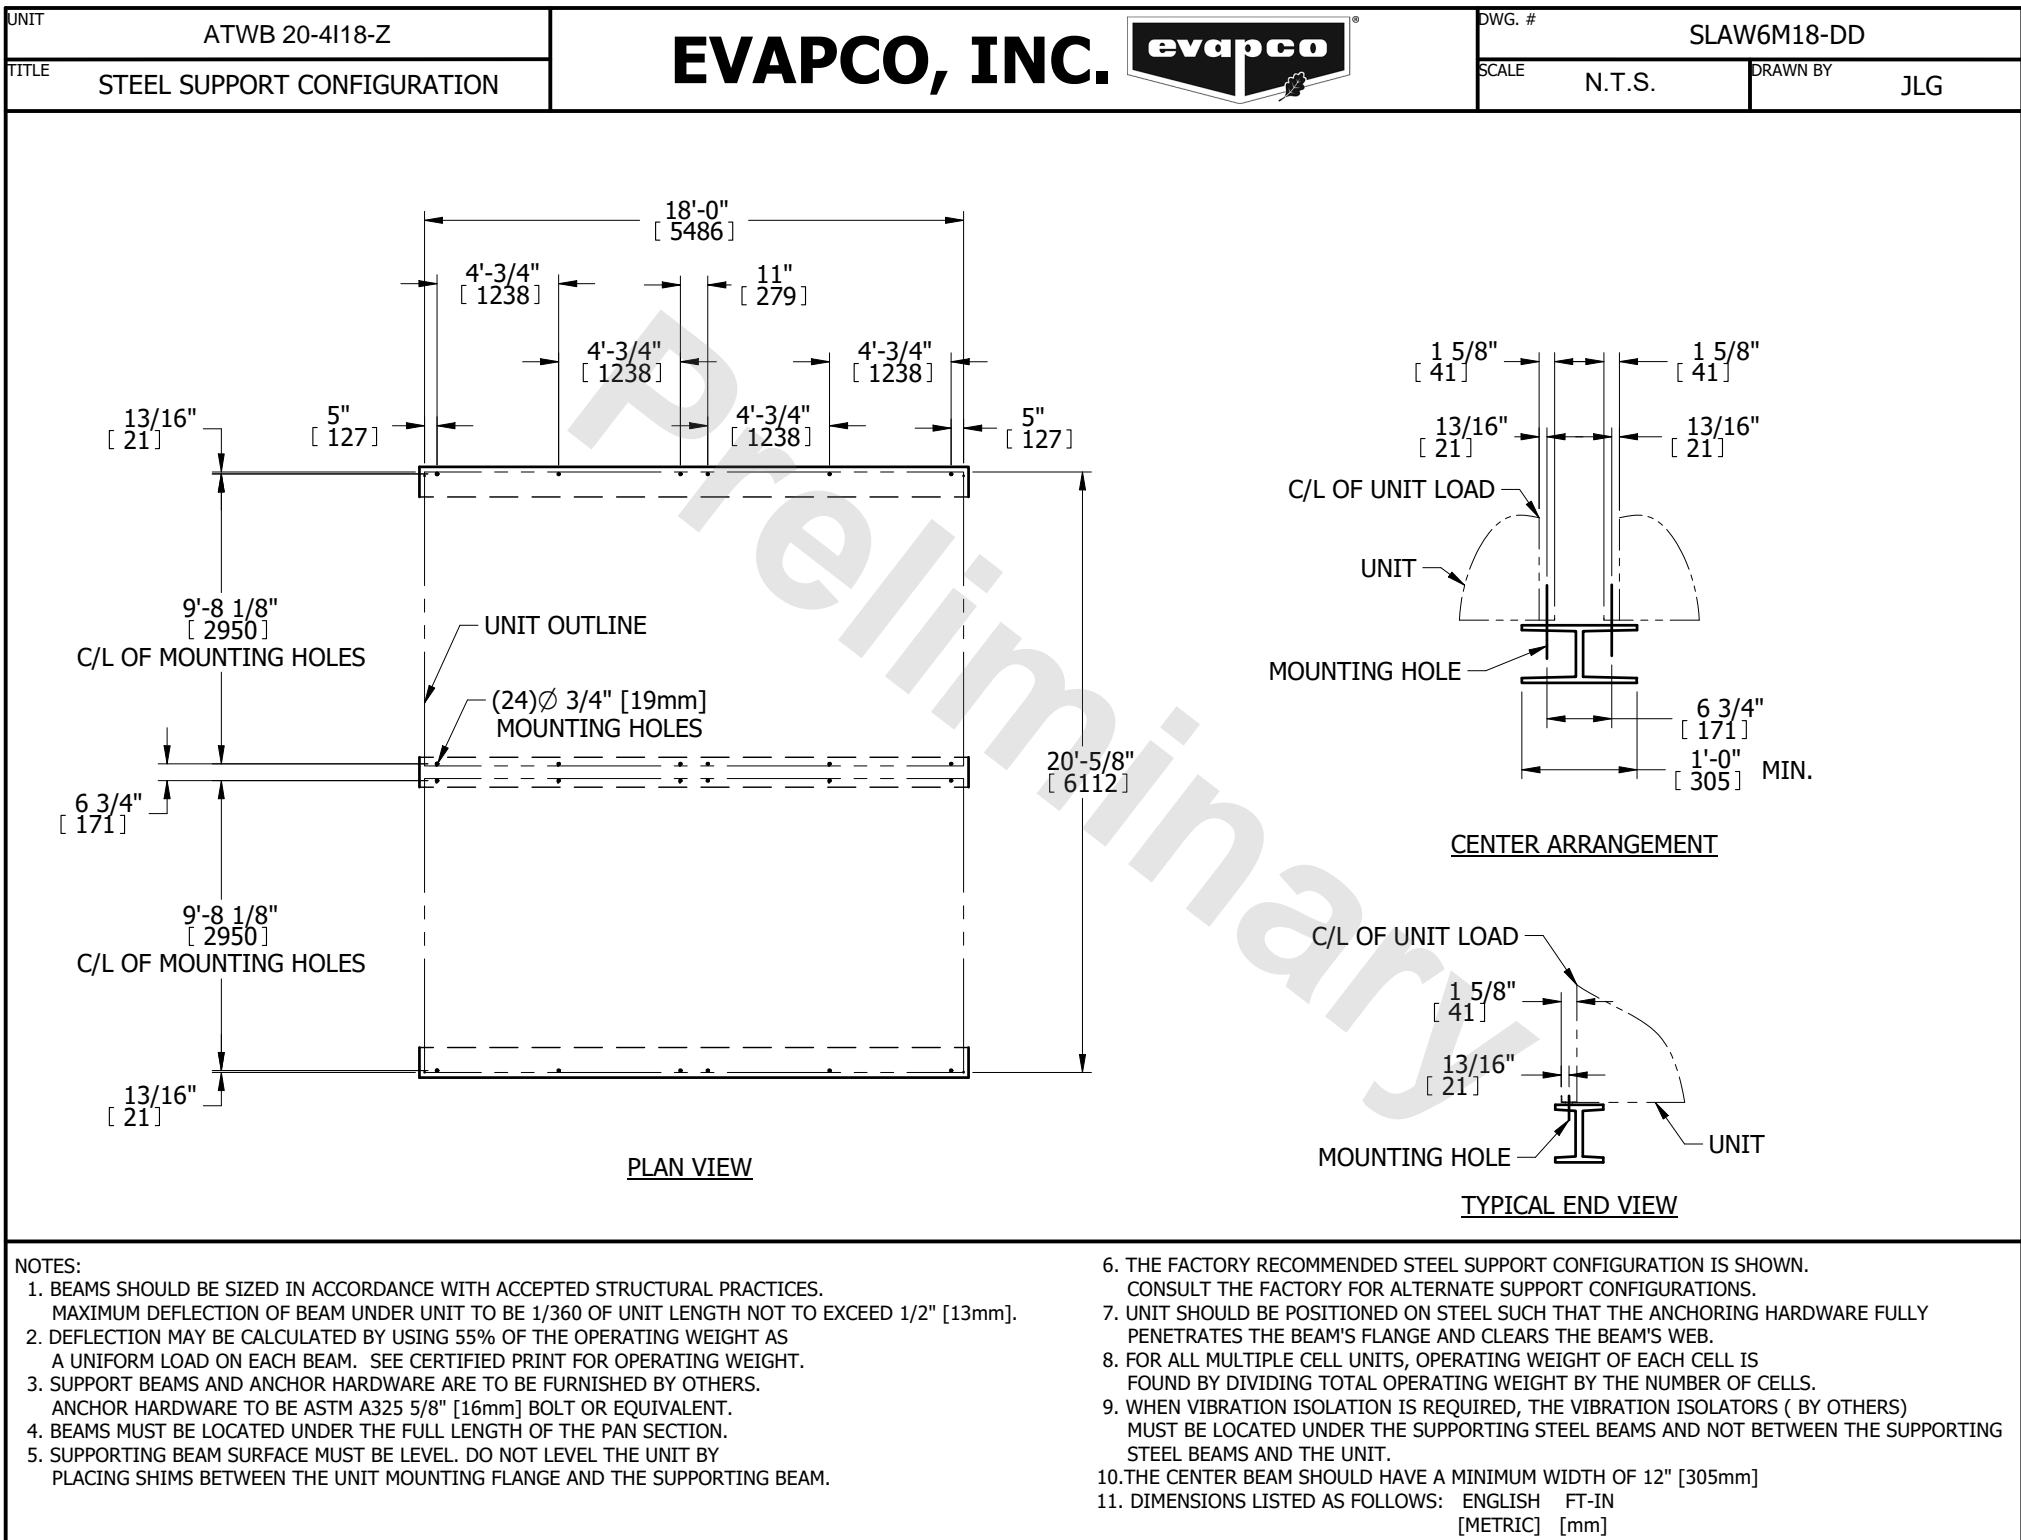 UNIT
ATWB 20-4I18-Z
TITLE
STEEL SUPPORT CONFIGURATION
EVAPCO, INC.
evapco
®
DWG. #
SLAW6M18-DD
SCALE
N.T.S.
DRAWN BY
JLG
18'-0"
[ 5486 ]
4'-3/4"
[ 1238 ]
11"
[ 279 ]
4'-3/4"
[ 1238 ]
4'-3/4"
[ 1238 ]
13/16"
[ 21 ]
5"
[ 127 ]
4'-3/4"
[ 1238 ]
5"
[ 127 ]
9'-8 1/8"
[ 2950 ]
C/L OF MOUNTING HOLES
UNIT OUTLINE
(24)Ø 3/4" [19mm]
MOUNTING HOLES
6 3/4"
[ 171 ]
20'-5/8"
[ 6112 ]
9'-8 1/8"
[ 2950 ]
C/L OF MOUNTING HOLES
13/16"
[ 21 ]
PLAN VIEW
Preliminary
1 5/8"
[ 41 ]
1 5/8"
[ 41 ]
13/16"
[ 21 ]
13/16"
[ 21 ]
C/L OF UNIT LOAD
UNIT
MOUNTING HOLE
6 3/4"
[ 171 ]
1'-0"
[ 305 ] MIN.
CENTER ARRANGEMENT
C/L OF UNIT LOAD
1 5/8"
[ 41 ]
13/16"
[ 21 ]
MOUNTING HOLE
UNIT
TYPICAL END VIEW
NOTES:
1. BEAMS SHOULD BE SIZED IN ACCORDANCE WITH ACCEPTED STRUCTURAL PRACTICES.
MAXIMUM DEFLECTION OF BEAM UNDER UNIT TO BE 1/360 OF UNIT LENGTH NOT TO EXCEED 1/2" [13mm].
2. DEFLECTION MAY BE CALCULATED BY USING 55% OF THE OPERATING WEIGHT AS
A UNIFORM LOAD ON EACH BEAM. SEE CERTIFIED PRINT FOR OPERATING WEIGHT.
3. SUPPORT BEAMS AND ANCHOR HARDWARE ARE TO BE FURNISHED BY OTHERS.
ANCHOR HARDWARE TO BE ASTM A325 5/8" [16mm] BOLT OR EQUIVALENT.
4. BEAMS MUST BE LOCATED UNDER THE FULL LENGTH OF THE PAN SECTION.
5. SUPPORTING BEAM SURFACE MUST BE LEVEL. DO NOT LEVEL THE UNIT BY
PLACING SHIMS BETWEEN THE UNIT MOUNTING FLANGE AND THE SUPPORTING BEAM.
6. THE FACTORY RECOMMENDED STEEL SUPPORT CONFIGURATION IS SHOWN.
CONSULT THE FACTORY FOR ALTERNATE SUPPORT CONFIGURATIONS.
7. UNIT SHOULD BE POSITIONED ON STEEL SUCH THAT THE ANCHORING HARDWARE FULLY
PENETRATES THE BEAM'S FLANGE AND CLEARS THE BEAM'S WEB.
8. FOR ALL MULTIPLE CELL UNITS, OPERATING WEIGHT OF EACH CELL IS
FOUND BY DIVIDING TOTAL OPERATING WEIGHT BY THE NUMBER OF CELLS.
9. WHEN VIBRATION ISOLATION IS REQUIRED, THE VIBRATION ISOLATORS ( BY OTHERS)
MUST BE LOCATED UNDER THE SUPPORTING STEEL BEAMS AND NOT BETWEEN THE SUPPORTING
STEEL BEAMS AND THE UNIT.
10.THE CENTER BEAM SHOULD HAVE A MINIMUM WIDTH OF 12" [305mm]
11. DIMENSIONS LISTED AS FOLLOWS: ENGLISH FT-IN
[METRIC] [mm]